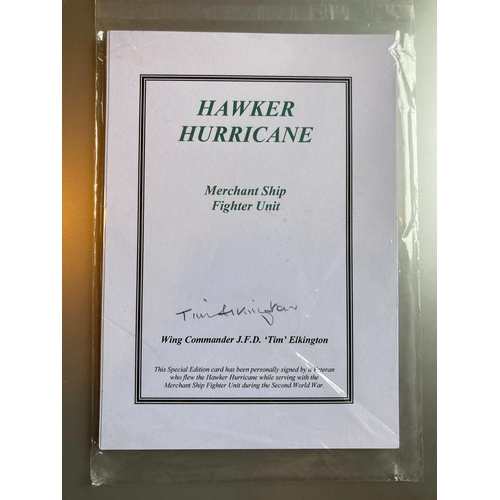 HAWKER
HURRICANE
Merchant Ship
Fighter Unit
Tim Elkington
Wing Commander J.F.D. ‘Tim’ Elkington
This Special Edition card has been personally signed by a Veteran
who flew the Hawker Hurricane while serving with the
Merchant Ship Fighter Unit during the Second World War